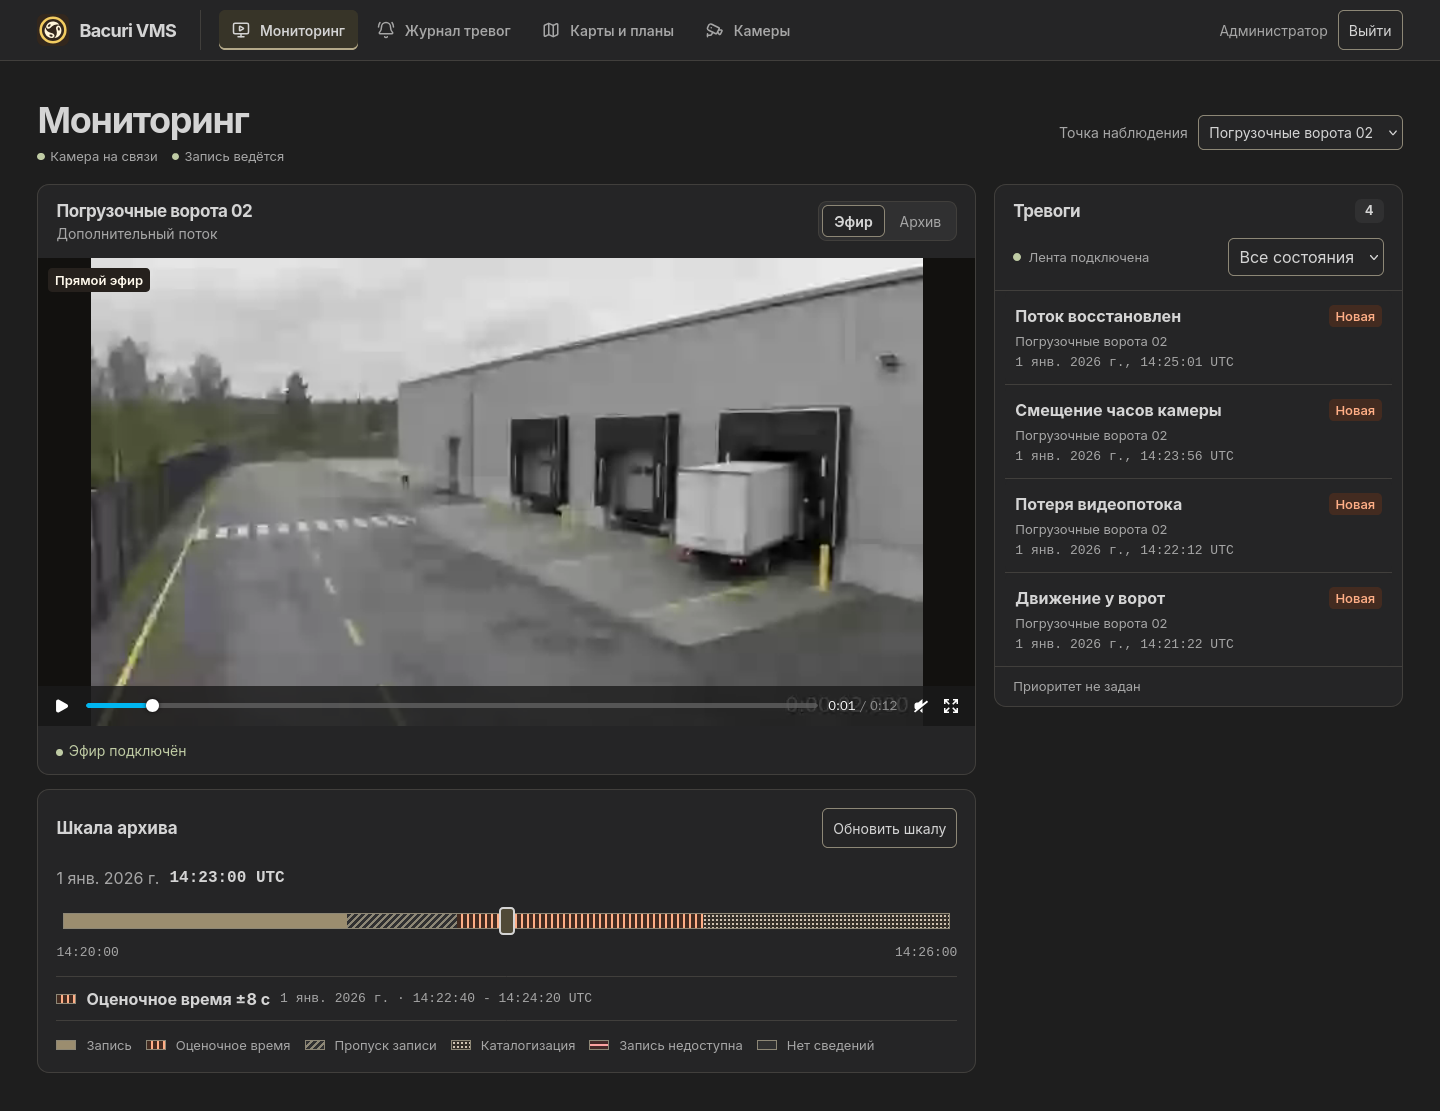 Bacuri VMS
Мониторинг
Журнал тревог
Карты и планы
Камеры
Администратор
Выйти
Мониторинг
Камера на связи
Запись ведётся
Точка наблюдения
Погрузочные ворота 02
Погрузочные ворота 02
Дополнительный поток
Эфир
Архив
Прямой эфир
0:01 / 0:12
Эфир подключён
Тревоги
4
Лента подключена
Все состояния
Поток восстановлен
Новая
Погрузочные ворота 02
1 янв. 2026 г., 14:25:01 UTC
Смещение часов камеры
Новая
Погрузочные ворота 02
1 янв. 2026 г., 14:23:56 UTC
Потеря видеопотока
Новая
Погрузочные ворота 02
1 янв. 2026 г., 14:22:12 UTC
Движение у ворот
Новая
Погрузочные ворота 02
1 янв. 2026 г., 14:21:22 UTC
Приоритет не задан
Шкала архива
Обновить шкалу
1 янв. 2026 г. 14:23:00 UTC
14:20:00
14:26:00
Оценочное время ±8 с 1 янв. 2026 г. · 14:22:40 - 14:24:20 UTC
Запись
Оценочное время
Пропуск записи
Каталогизация
Запись недоступна
Нет сведений